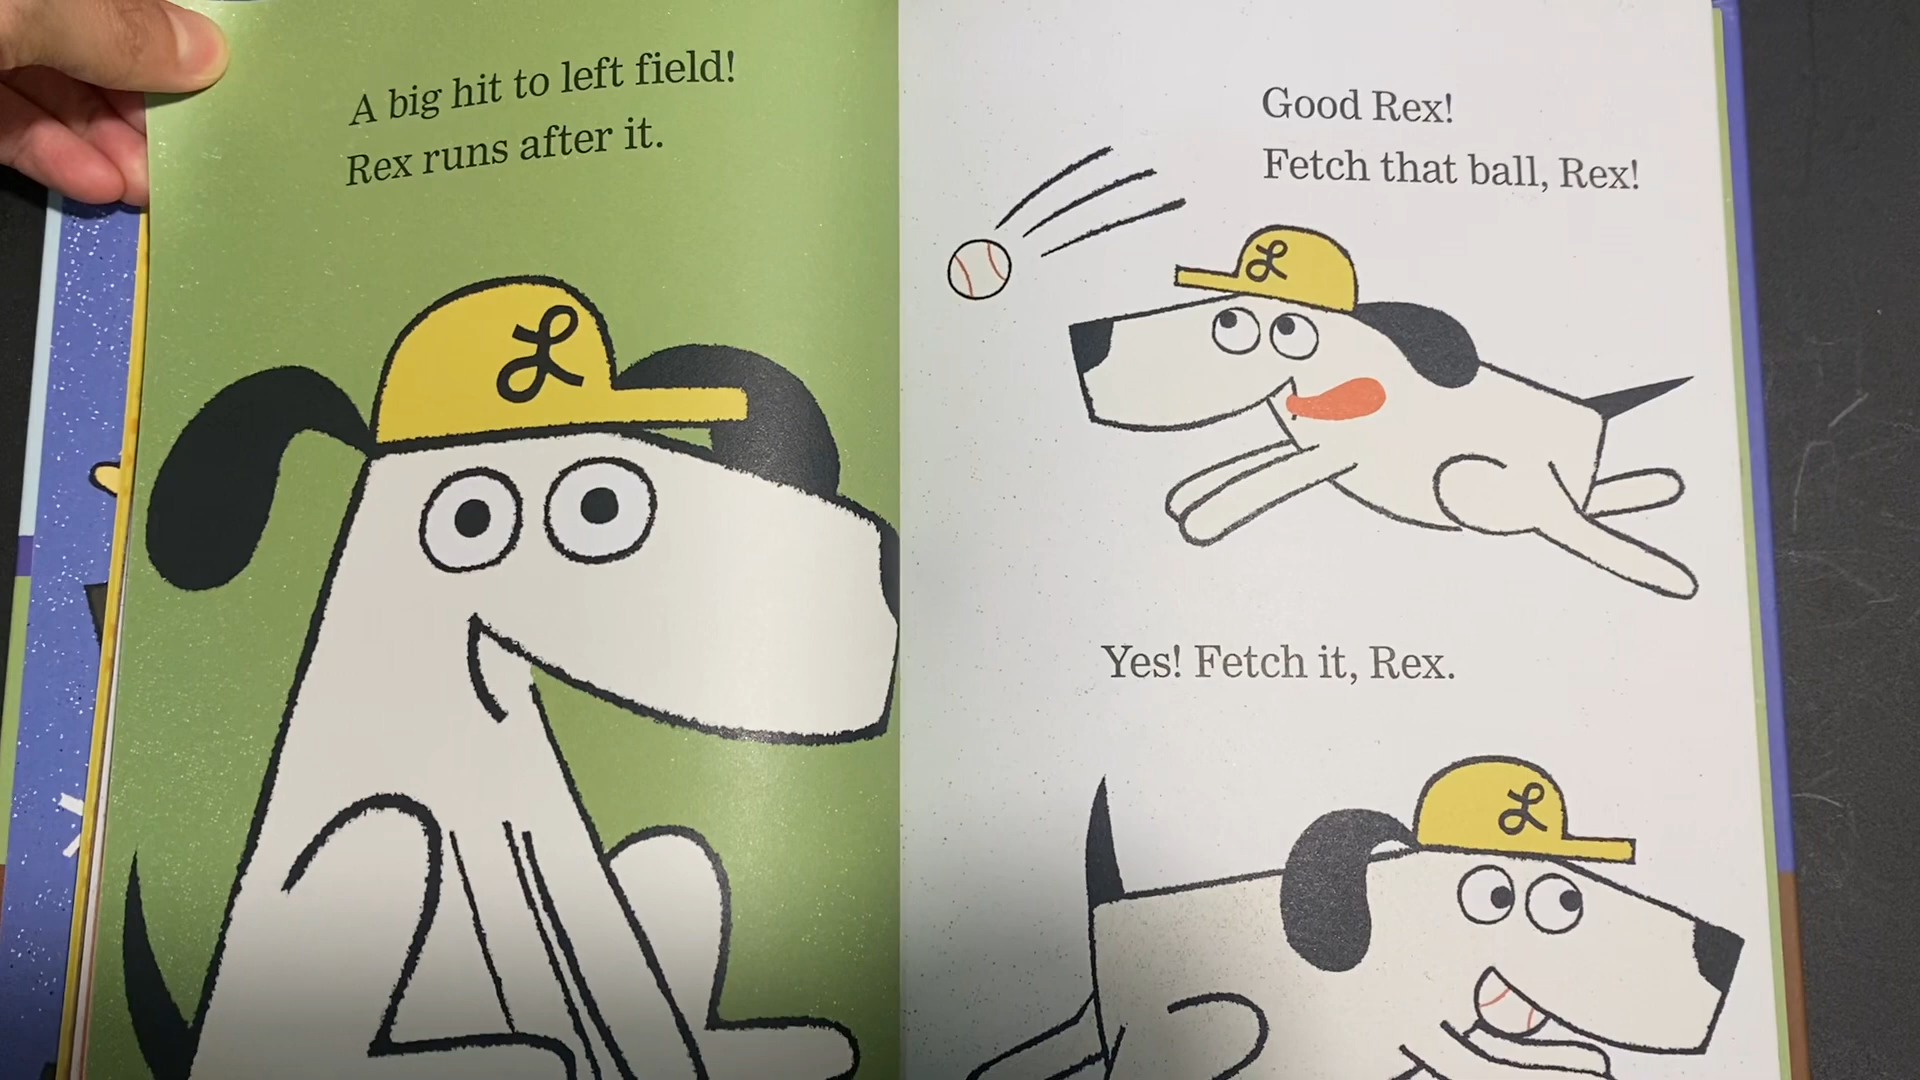 A big hit to left field!
Rex runs after it.
L
Good Rex!
Fetch that ball, Rex!
L
Yes! Fetch it, Rex.
L